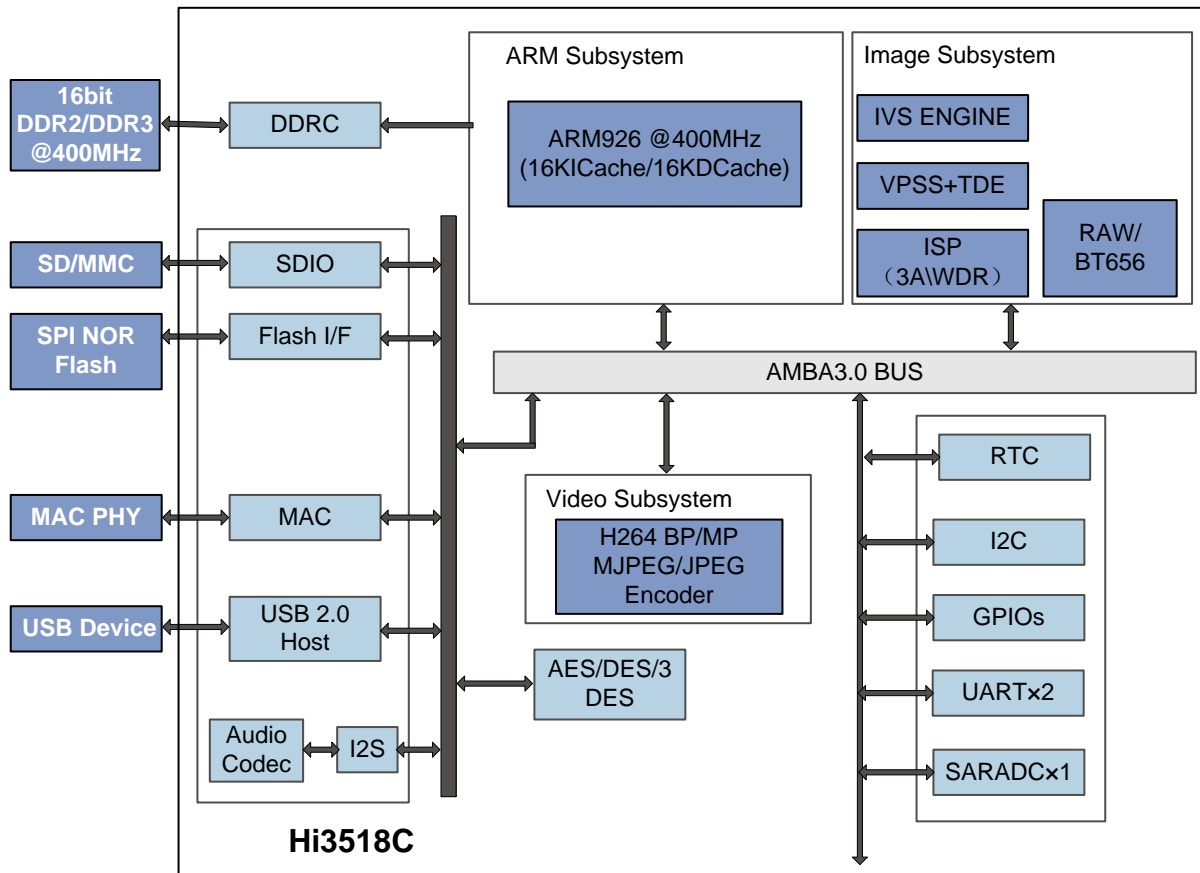 ARM Subsystem
Image Subsystem
16bit
DDR2/DDR3
@400MHz
DDRC
ARM926 @400MHz
(16KICache/16KDCache)
IVS ENGINE
VPSS+TDE
ISP
（3A\WDR）
RAW/
BT656
SD/MMC
SDIO
SPI NOR
Flash
Flash I/F
AMBA3.0 BUS
MAC PHY
MAC
Video Subsystem
H264 BP/MP
MJPEG/JPEG
Encoder
RTC
I2C
GPIOs
UART×2
SARADC×1
USB Device
USB 2.0
Host
AES/DES/3
DES
Audio
Codec
I2S
Hi3518C